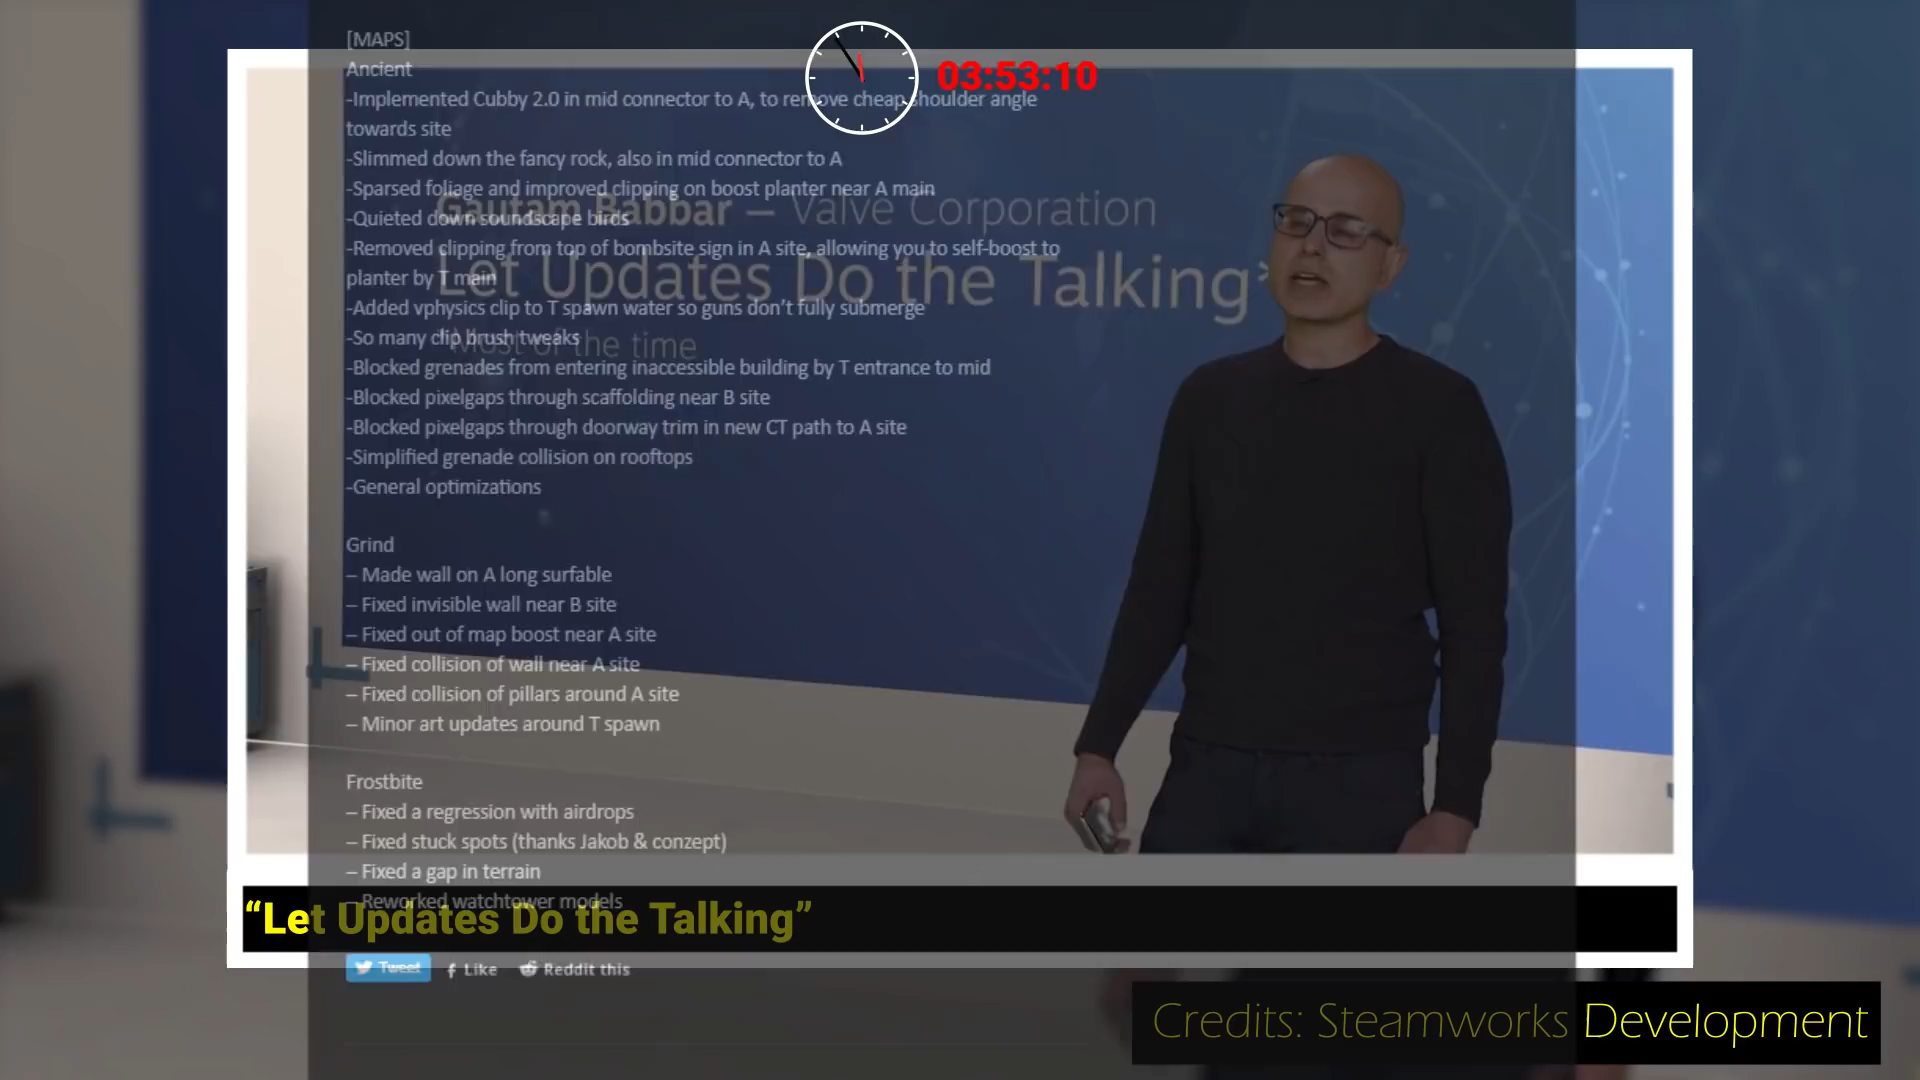 [MAPS]
03:53:10
Ancient
-Implemented Cubby 2.0 in mid connector to A, to remove cheap shoulder angle
towards site
-Slimmed down the fancy rock, also in mid connector to A
-Sparsed foliage and improved clipping on boost planter near A main
Gautam Babbar – Valve Corporation
-Quieted down soundscape birds
-Removed clipping from top of bombsite sign in A site, allowing you to self-boost to
planter by T main
Let Updates Do the Talking*
-Added vphysics clip to T spawn water so guns don’t fully submerge
-So many clip brush tweaks
*Most of the time
-Blocked grenades from entering inaccessible building by T entrance to mid
-Blocked pixelgaps through scaffolding near B site
-Blocked pixelgaps through doorway trim in new CT path to A site
-Simplified grenade collision on rooftops
-General optimizations
Grind
– Made wall on A long surfable
– Fixed invisible wall near B site
– Fixed out of map boost near A site
– Fixed collision of wall near A site
– Fixed collision of pillars around A site
– Minor art updates around T spawn
Frostbite
– Fixed a regression with airdrops
– Fixed stuck spots (thanks Jakob & conzept)
– Fixed a gap in terrain
– Reworked watchtower models
“Let Updates Do the Talking”
Tweet Like Reddit this
Credits: Steamworks Development